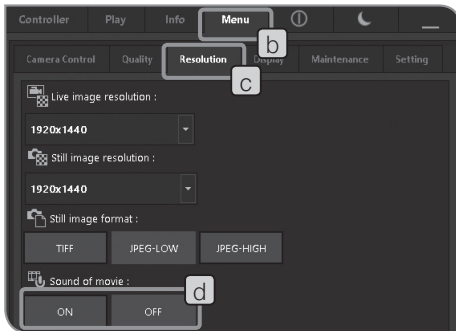 Controller Play Info Menu
b
Camera Control Quality Resolution Display Maintenance Setting
c
Live image resolution :
1920x1440
Still image resolution :
1920x1440
Still image format :
TIFF JPEG-LOW JPEG-HIGH
Sound of movie :
d
ON OFF